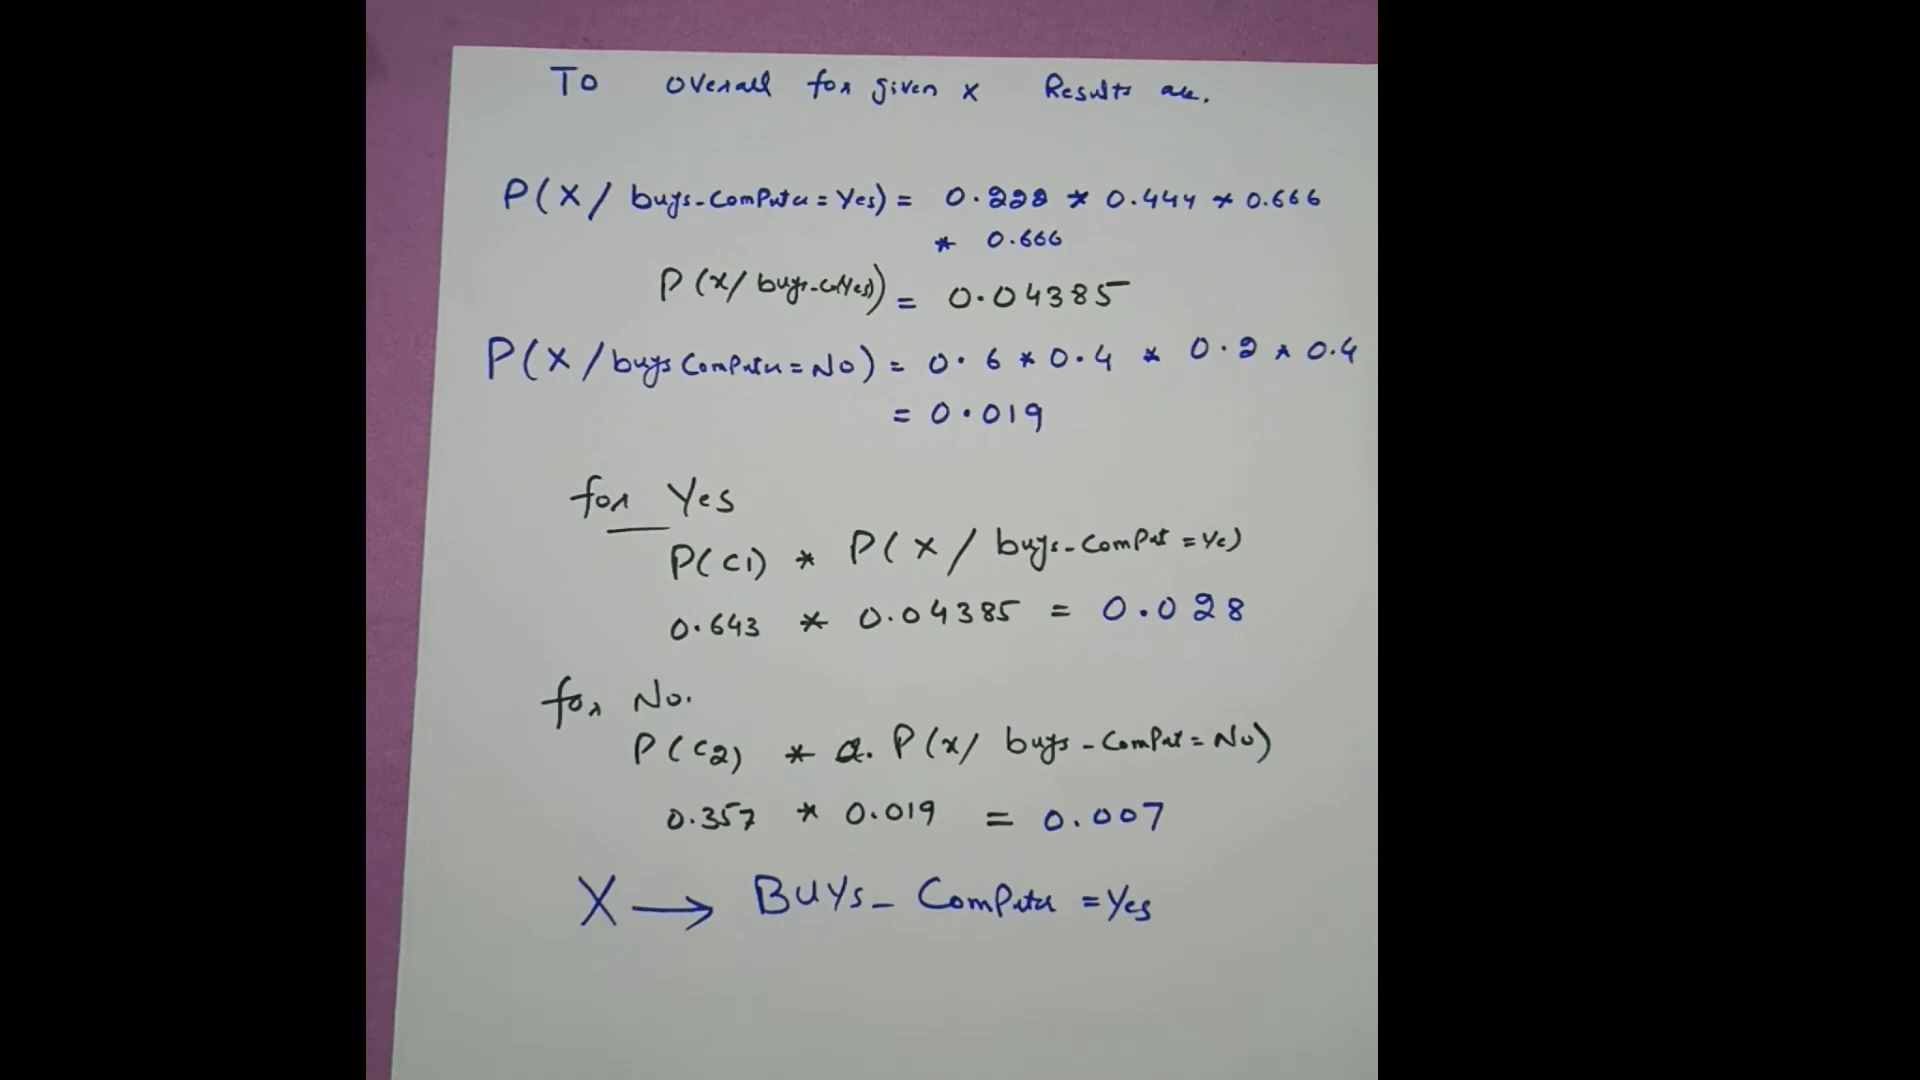 To overall for given x Results are.
P(X/ buys-Computer = Yes) = 0.222 * 0.444 * 0.666
* 0.666
P(x/ buys-co(Yes)) = 0.04385
P(X/buys Computer = No) = 0.6 * 0.4 * 0.2 * 0.4
= 0.019
for Yes
P(C1) * P(X/ buys-Comput = Ye)
0.643 * 0.04385 = 0.028
for No.
P(C2) * a. P(x/ buys-Comput = No)
0.357 * 0.019 = 0.007
X → Buys_Computer = Yes